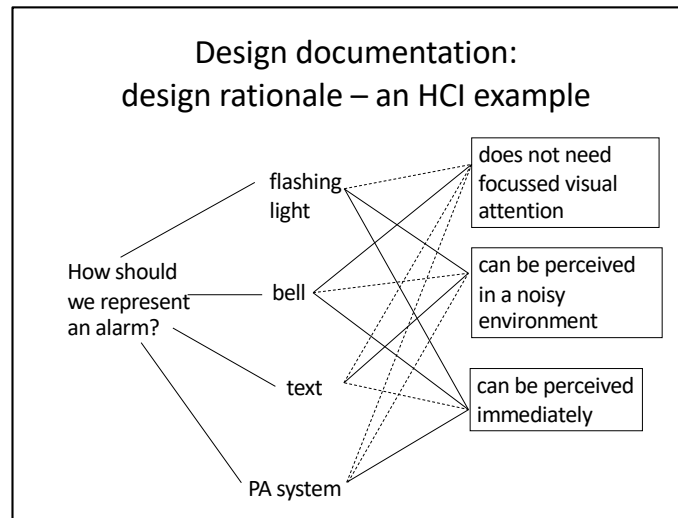 Design documentation:
design rationale – an HCI example
flashing
light
does not need
focussed visual
attention
How should
we represent
an alarm?
bell
can be perceived
in a noisy
environment
text
can be perceived
immediately
PA system